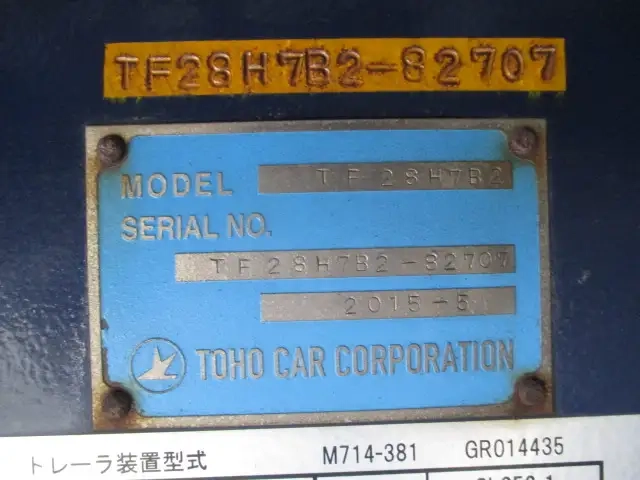 TF28H7B2-82707
MODEL TF28H7B2
SERIAL NO.
TF28H7B2-82707
2015-5
TOHO CAR CORPORATION
トレーラ装置型式 M714-381 GR014435